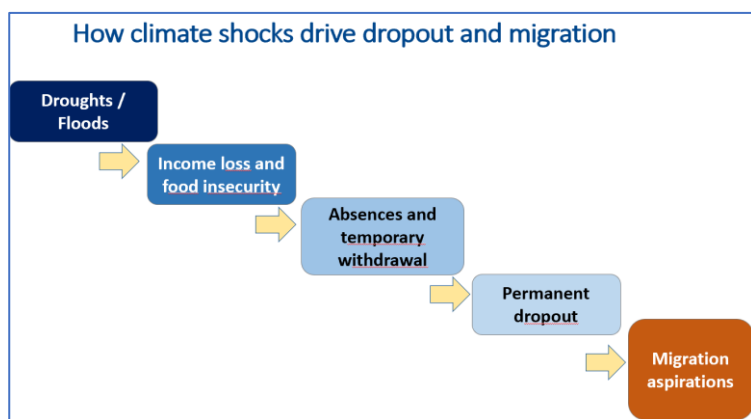 How climate shocks drive dropout and migration
Droughts /
Floods
Income loss and
food insecurity
Absences and
temporary
withdrawal
Permanent
dropout
Migration
aspirations